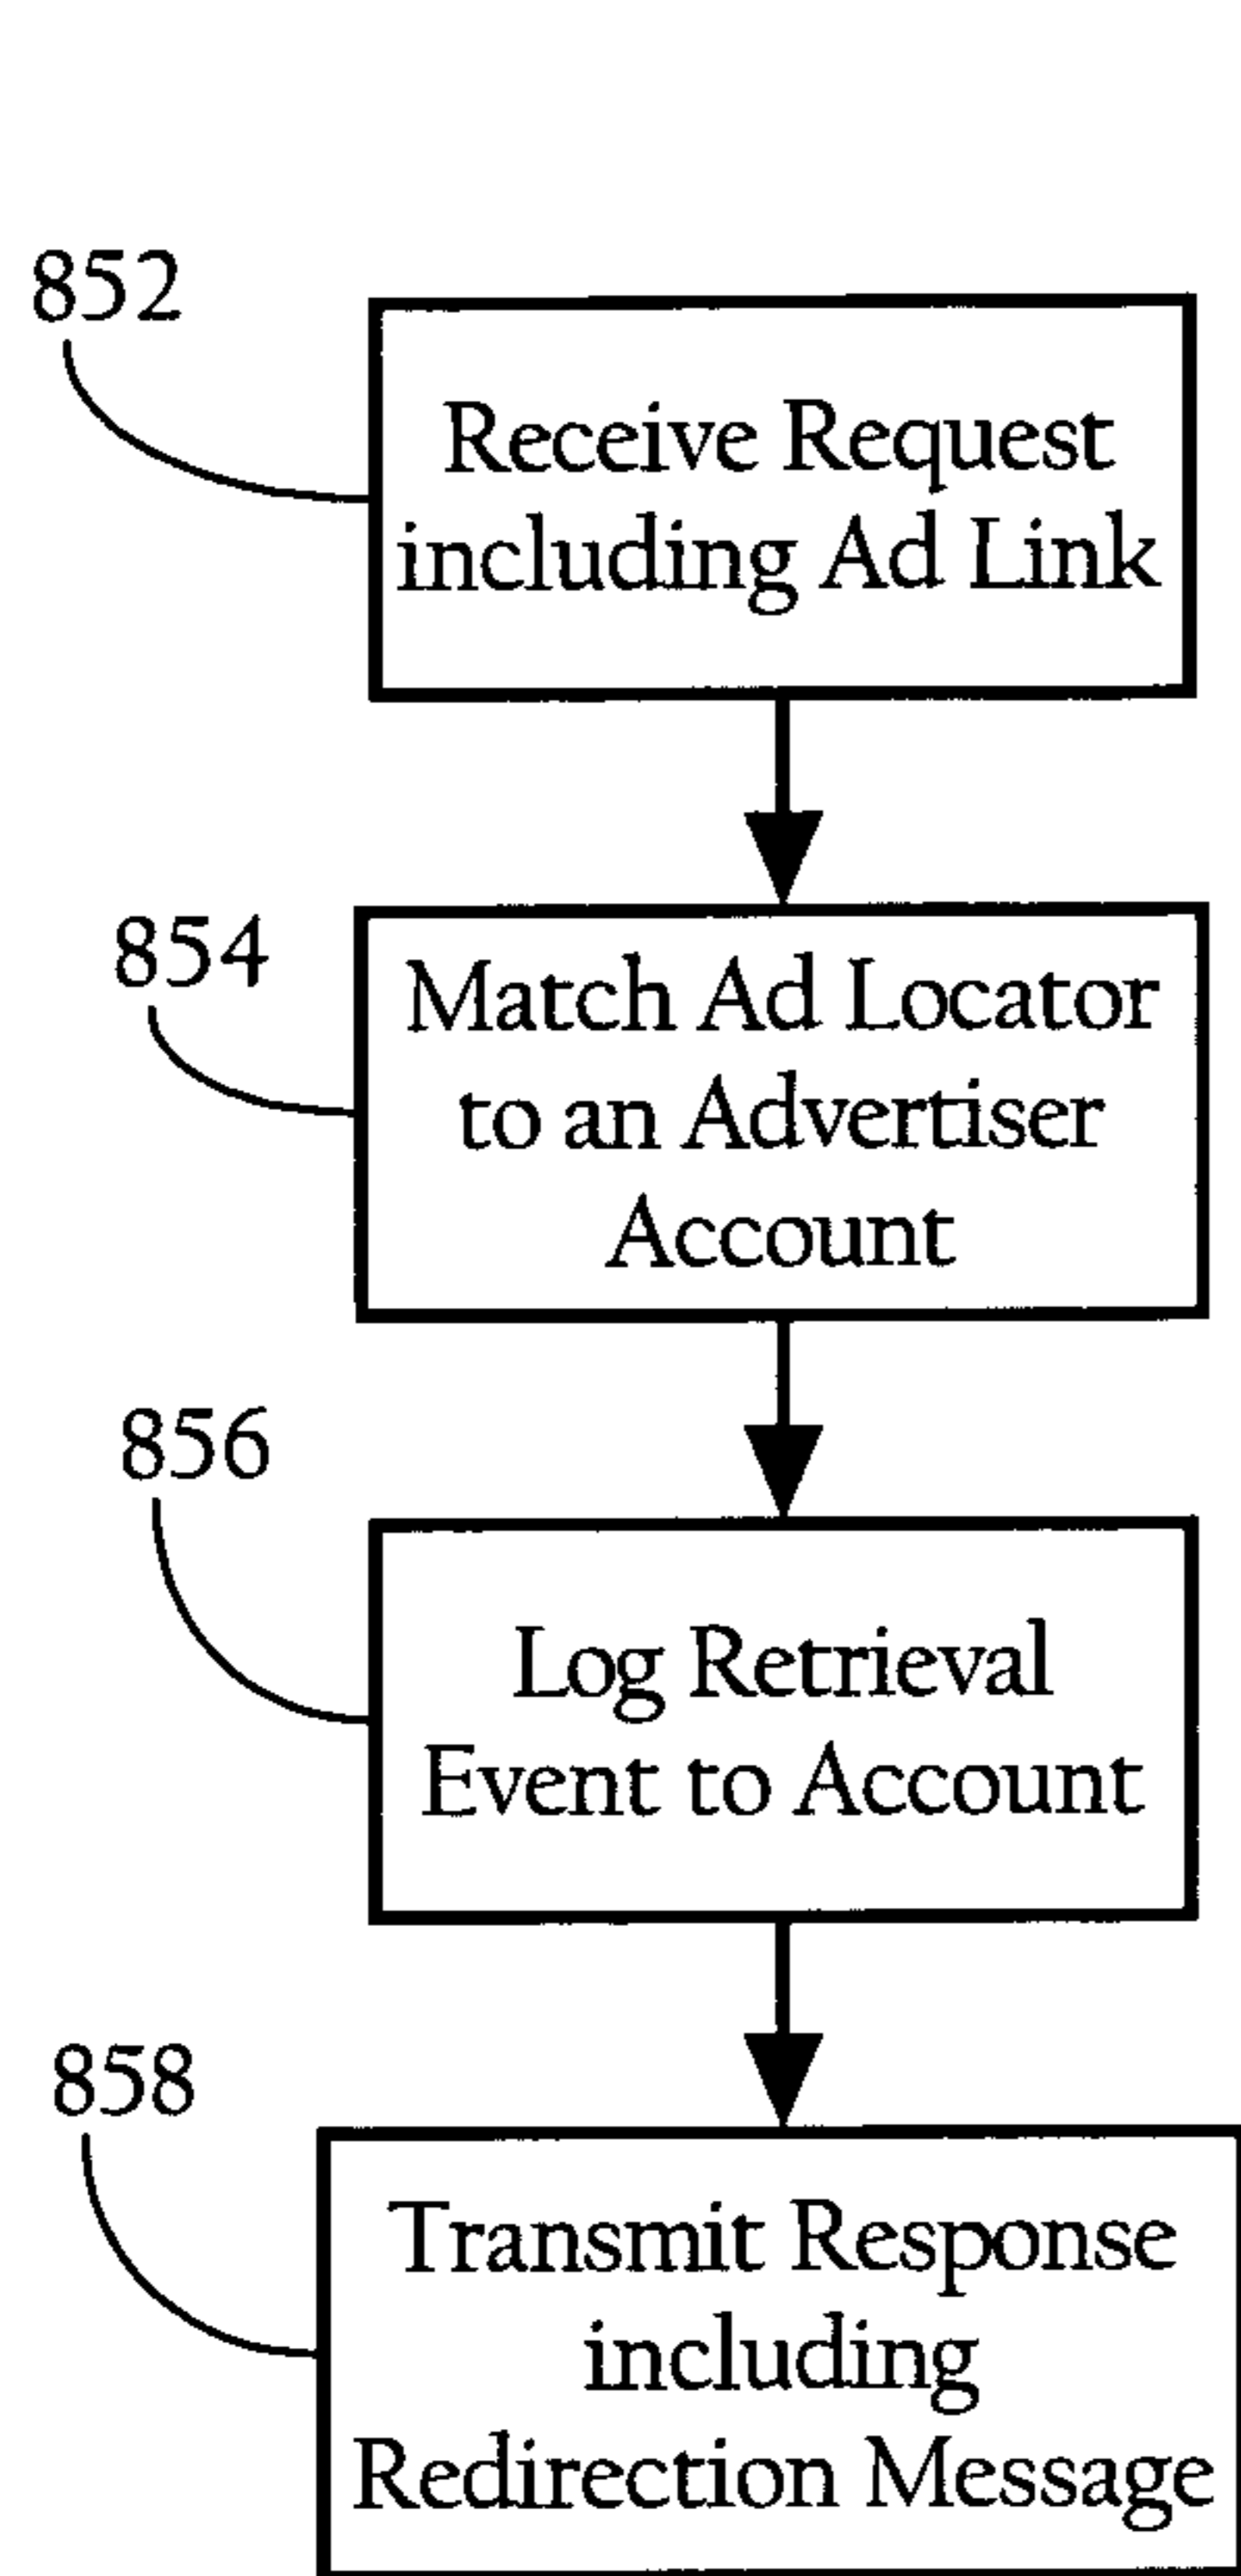 852
Receive Request
including Ad Link
854
Match Ad Locator
to an Advertiser
Account
856
Log Retrieval
Event to Account
858
Transmit Response
including
Redirection Message